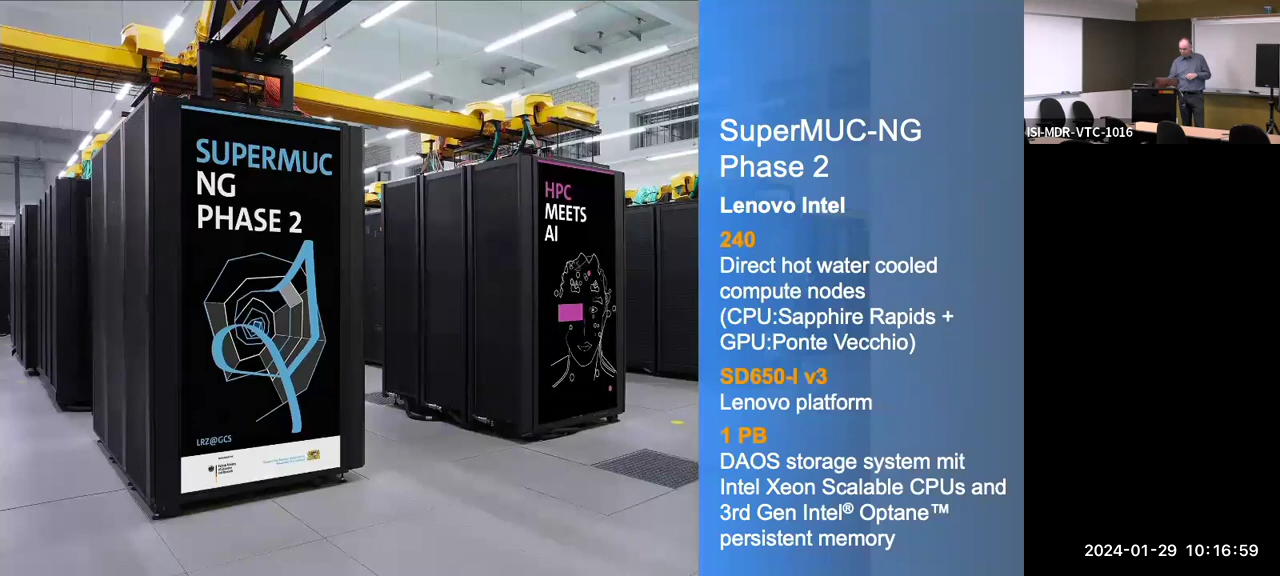 SUPERMUC
NG
PHASE 2
LRZ@GCS
HPC
MEETS
AI
SuperMUC-NG
Phase 2
Lenovo Intel
240
Direct hot water cooled
compute nodes
(CPU:Sapphire Rapids +
GPU:Ponte Vecchio)
SD650-I v3
Lenovo platform
1 PB
DAOS storage system mit
Intel Xeon Scalable CPUs and
3rd Gen Intel® Optane™
persistent memory
ISI-MDR-VTC-1016
2024-01-29 10:16:59